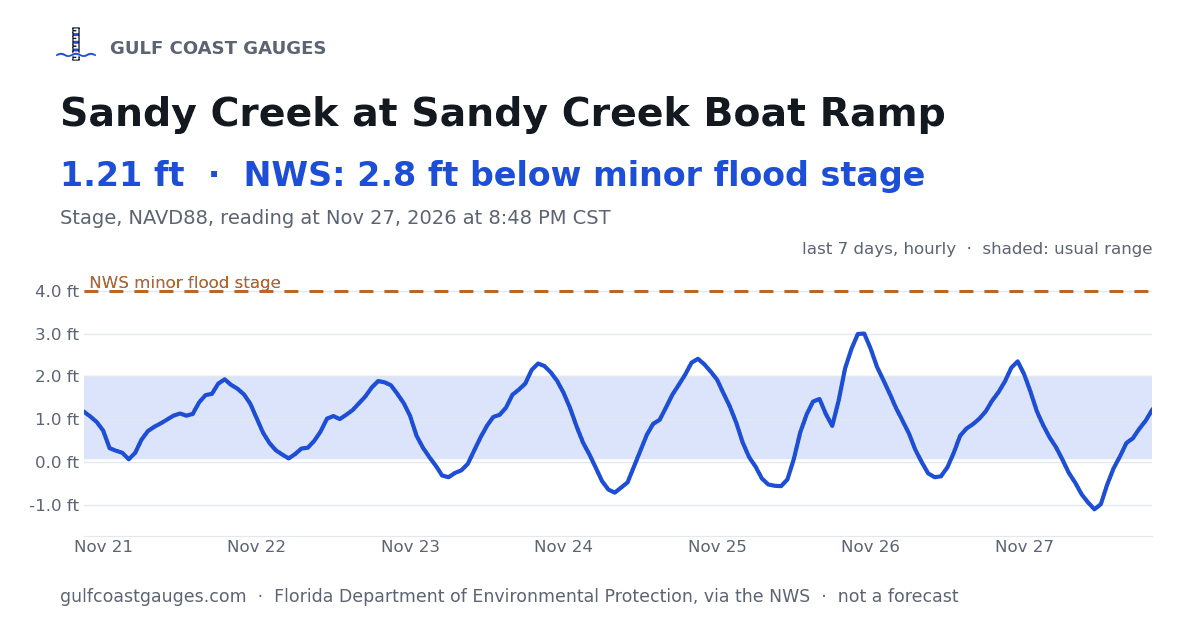 GULF COAST GAUGES
Sandy Creek at Sandy Creek Boat Ramp
1.21 ft · NWS: 2.8 ft below minor flood stage
Stage, NAVD88, reading at Nov 27, 2026 at 8:48 PM CST
last 7 days, hourly · shaded: usual range
NWS minor flood stage
4.0 ft
3.0 ft
2.0 ft
1.0 ft
0.0 ft
-1.0 ft
Nov 21 Nov 22 Nov 23 Nov 24 Nov 25 Nov 26 Nov 27
gulfcoastgauges.com · Florida Department of Environmental Protection, via the NWS · not a forecast